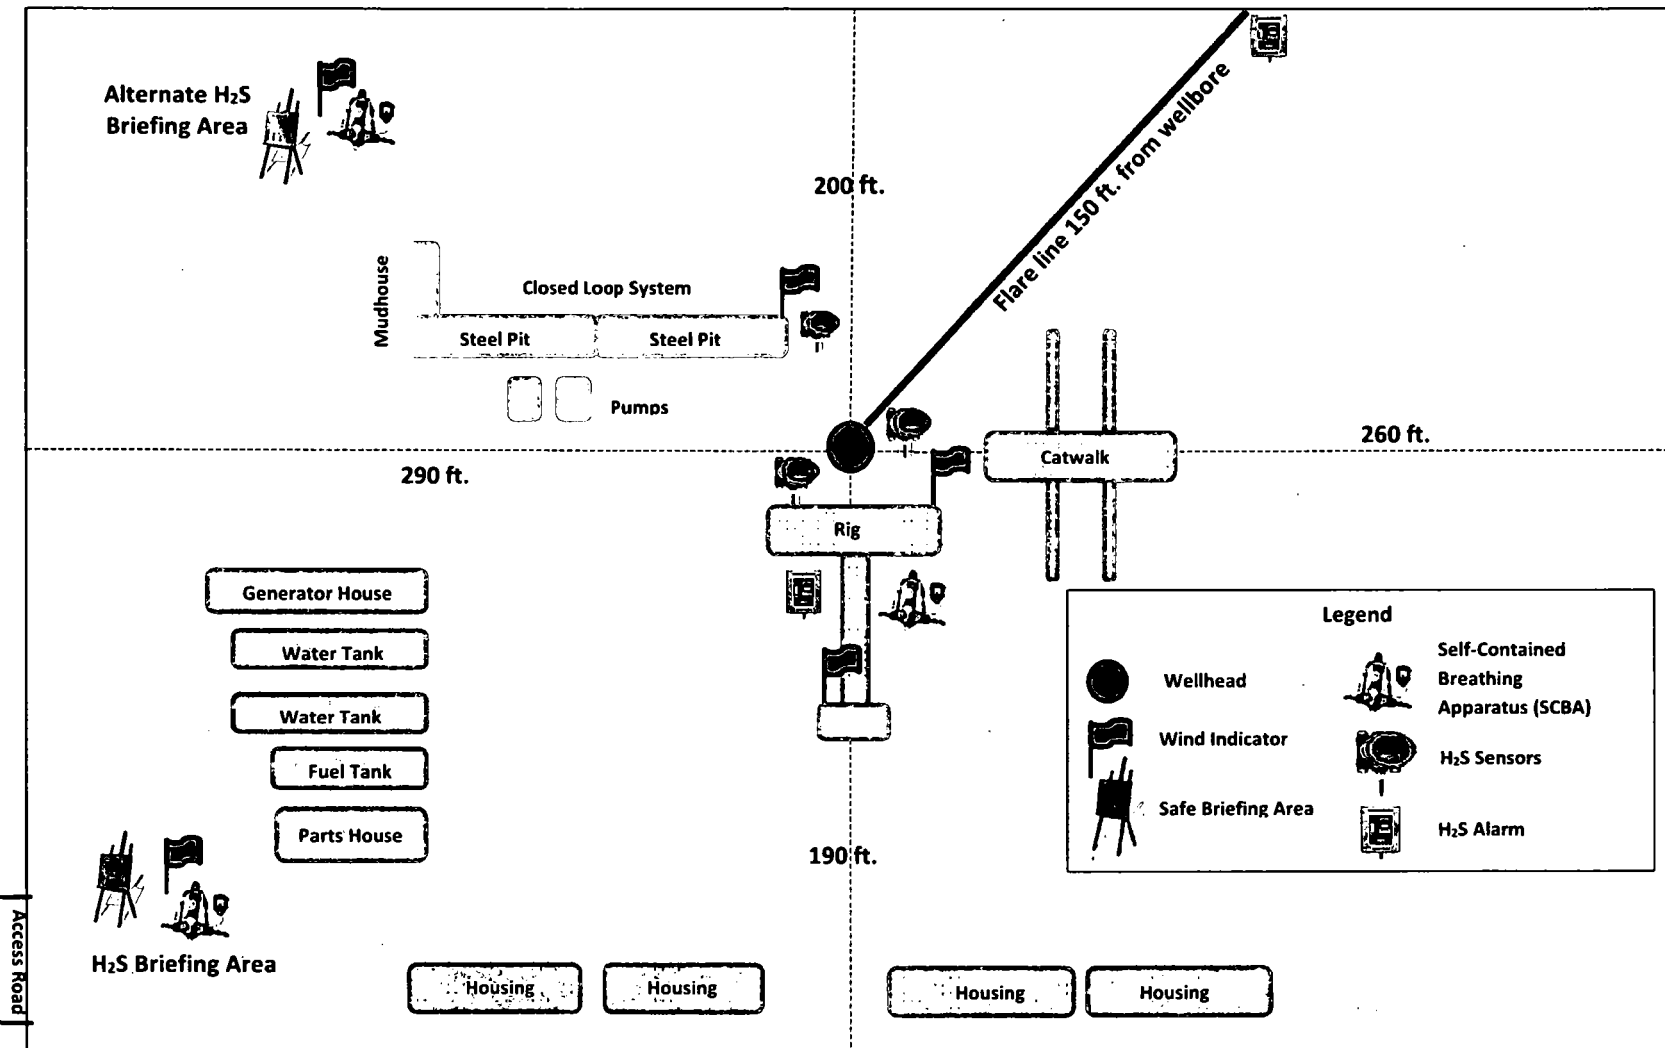 Alternate H₂S
Briefing Area
200 ft.
Flare line 150 ft. from wellbore
Mudhouse
Closed Loop System
Steel Pit
Steel Pit
Pumps
290 ft.
260 ft.
Catwalk
Rig
Generator House
Water Tank
Water Tank
Fuel Tank
Parts House
190 ft.
Legend
Wellhead
Wind Indicator
Safe Briefing Area
Self-Contained
Breathing
Apparatus (SCBA)
H₂S Sensors
H₂S Alarm
Access Road
H₂S Briefing Area
Housing
Housing
Housing
Housing